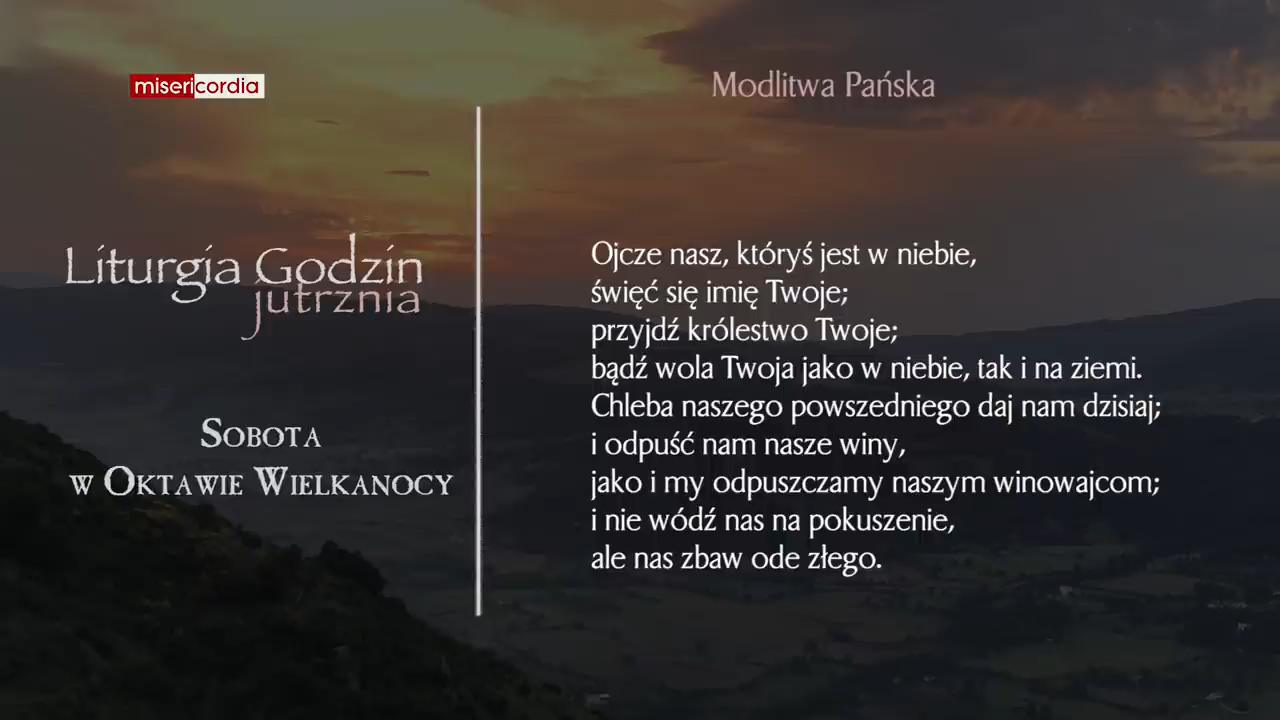 misericordia
Liturgia Godzin
jutrznia
Sobota
w Oktawie Wielkanocy
Modlitwa Pańska
Ojcze nasz, któryś jest w niebie,
święć się imię Twoje;
przyjdź królestwo Twoje;
bądź wola Twoja jako w niebie, tak i na ziemi.
Chleba naszego powszedniego daj nam dzisiaj;
i odpuść nam nasze winy,
jako i my odpuszczamy naszym winowajcom;
i nie wódź nas na pokuszenie,
ale nas zbaw ode złego.